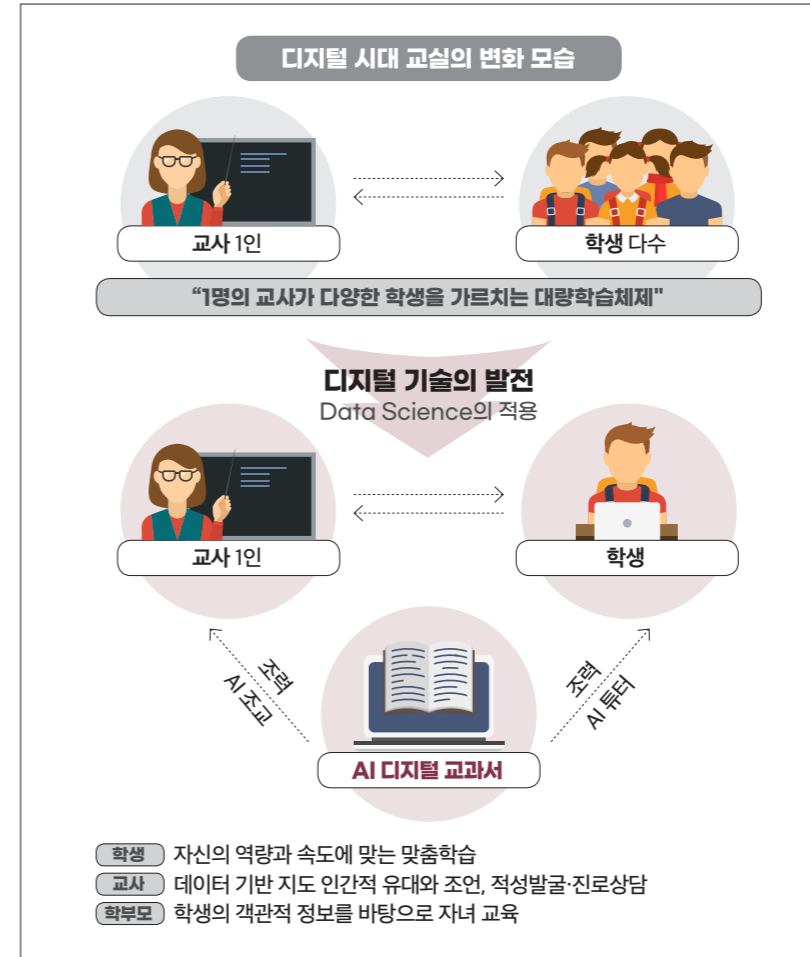 디지털 시대 교실의 변화 모습
교사 1인
학생 다수
“1명의 교사가 다양한 학생을 가르치는 대량학습체제"
디지털 기술의 발전
Data Science의 적용
교사 1인
학생
조력
AI 조교
조력
AI 튜터
AI 디지털 교과서
학생 자신의 역량과 속도에 맞는 맞춤학습
교사 데이터 기반 지도 인간적 유대와 조언, 적성발굴·진로상담
학부모 학생의 객관적 정보를 바탕으로 자녀 교육